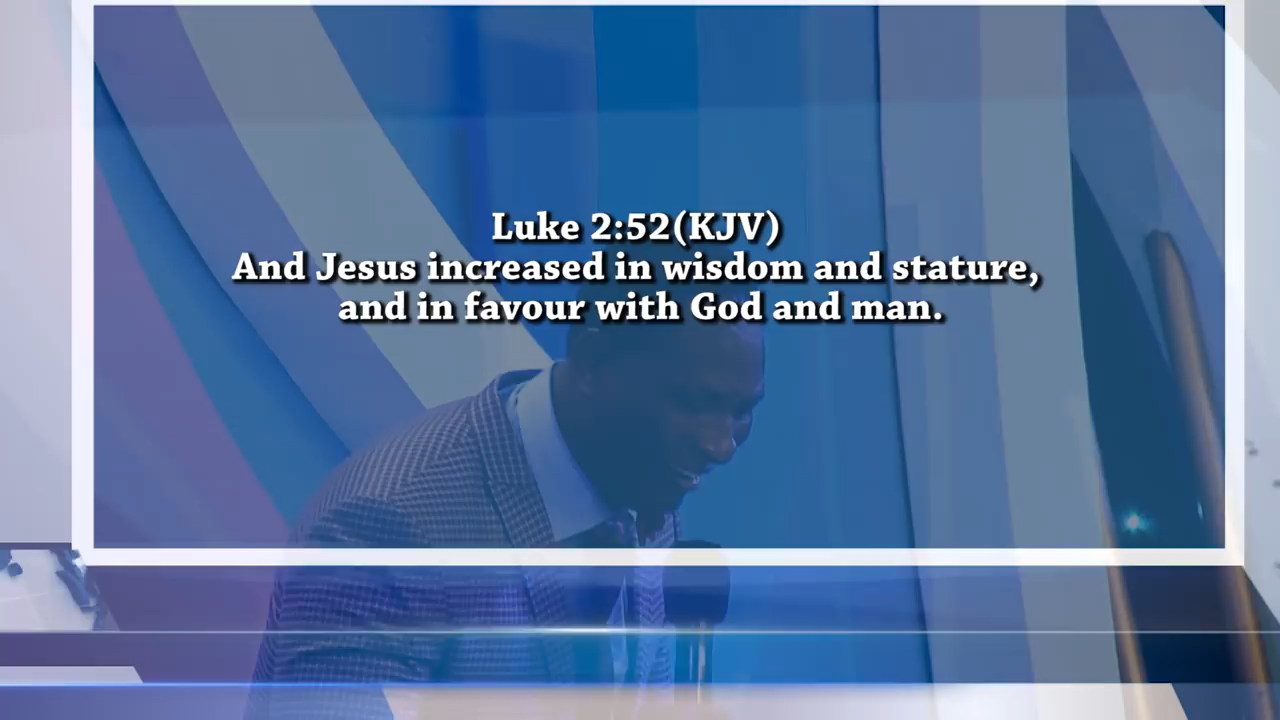 Luke 2:52(KJV)
And Jesus increased in wisdom and stature,
and in favour with God and man.